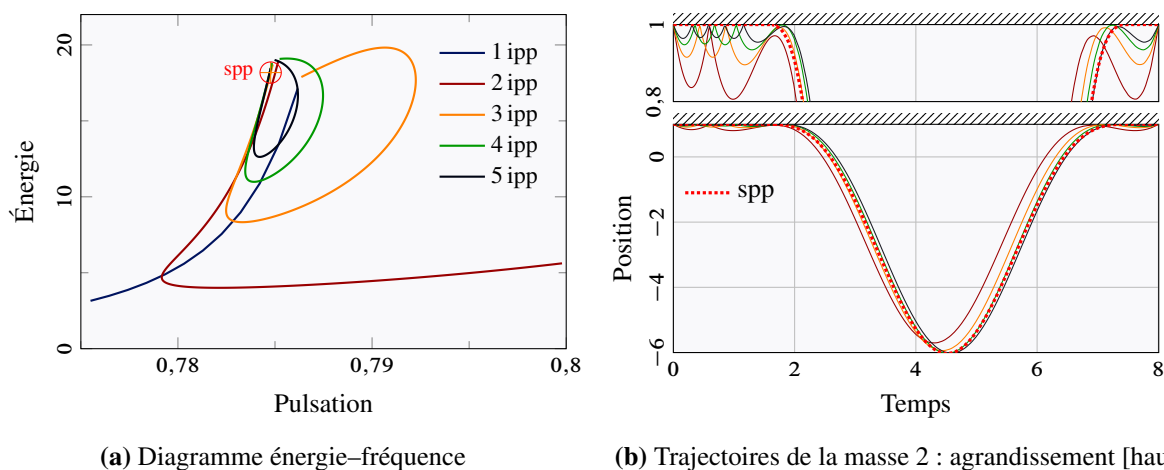 20
10
0
Énergie
spp
1 ipp
2 ipp
3 ipp
4 ipp
5 ipp
0,78
0,79
0,8
Pulsation
(a) Diagramme énergie–fréquence
1
0,8
0
−2
−4
−6
Position
spp
0
2
4
6
8
Temps
(b) Trajectoires de la masse 2 : agrandissement [hau